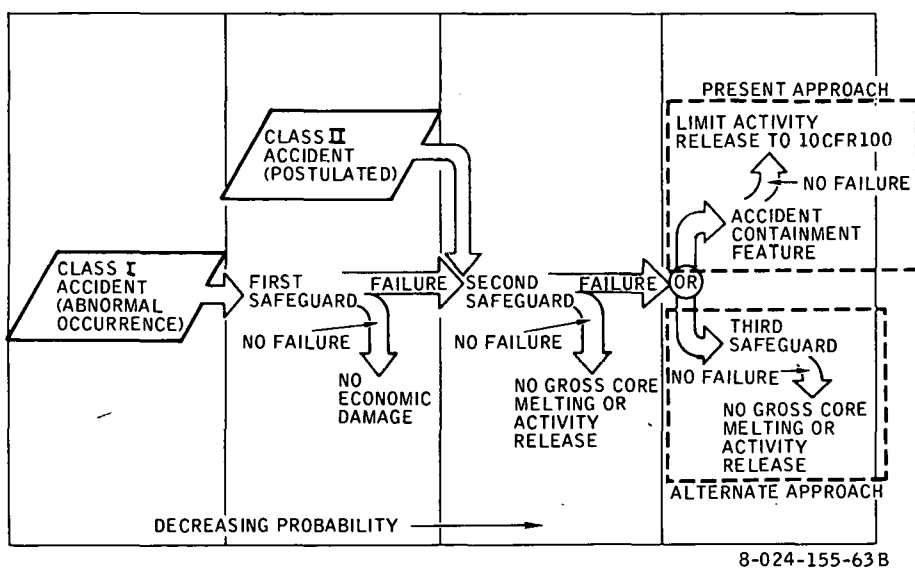 PRESENT APPROACH
LIMIT ACTIVITY
RELEASE TO 10CFR100
NO FAILURE
ACCIDENT
CONTAINMENT
FEATURE
CLASS II
ACCIDENT
(POSTULATED)
CLASS I
ACCIDENT
(ABNORMAL
OCCURRENCE)
FIRST
SAFEGUARD
FAILURE
NO FAILURE
NO
ECONOMIC
DAMAGE
SECOND
SAFEGUARD
FAILURE
NO FAILURE
NO GROSS CORE
MELTING OR
ACTIVITY
RELEASE
OR
THIRD
SAFEGUARD
NO FAILURE
NO GROSS CORE
MELTING OR
ACTIVITY
RELEASE
ALTERNATE APPROACH
DECREASING PROBABILITY
8-024-155-63B